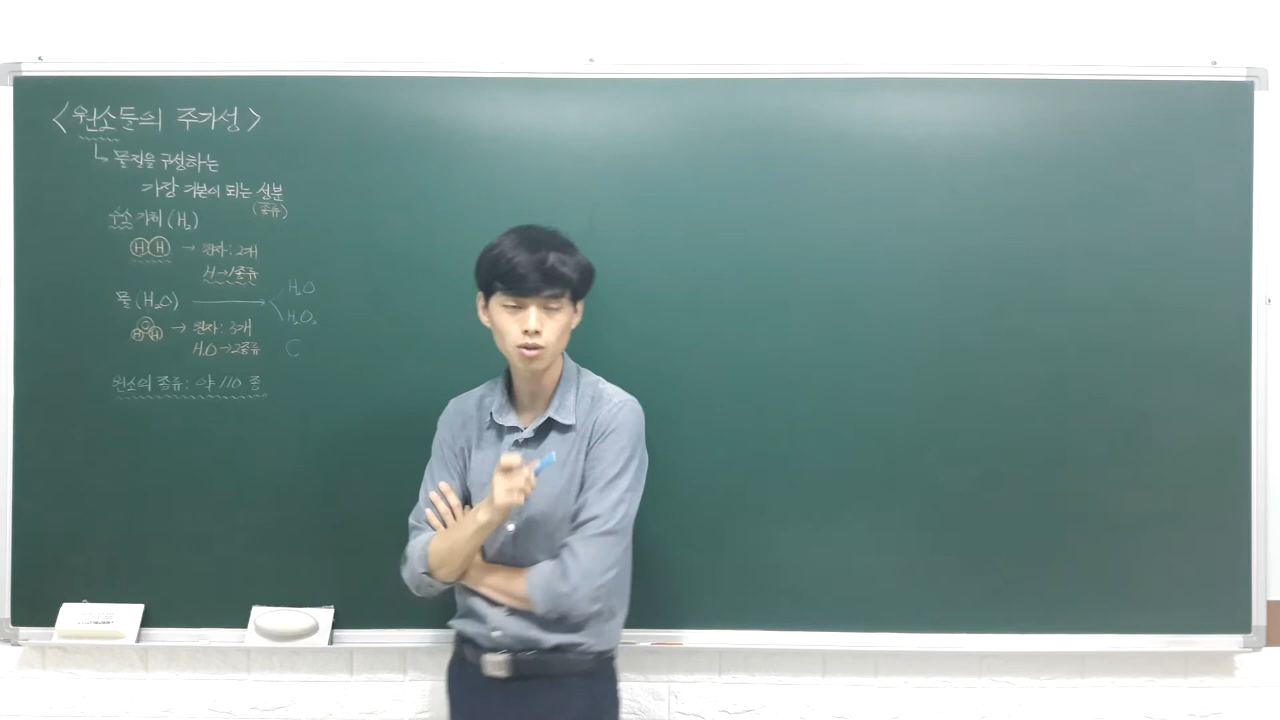 <원소들의 주기성>
물질을 구성하는
가장 기본이 되는 성분
(종류)
수소 기체 (H₂)
H H → 원자: 2개
H → 1종류
물 (H₂O) → H₂O
H₂O₂
O H H → 원자: 3개
H, O → 2종류 C
원소의 종류: 약 110 종